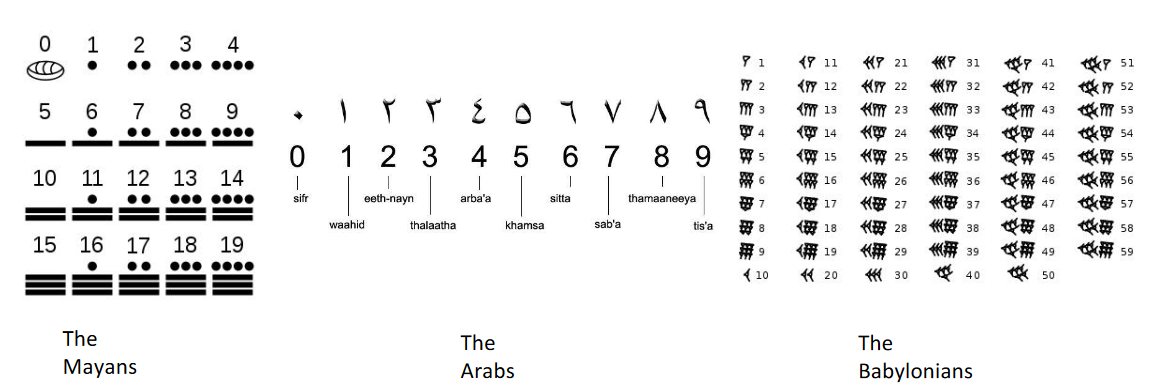 0 1 2 3 4
5 6 7 8 9
10 11 12 13 14
15 16 17 18 19
The
Mayans
٠ ١ ٢ ٣ ٤ ٥ ٦ ٧ ٨ ٩
0 1 2 3 4 5 6 7 8 9
sifr eeth-nayn arba'a sitta thamaaneeya
waahid thalaatha khamsa sab'a tis'a
The
Arabs
1 11 21 31 41 51
2 12 22 32 42 52
3 13 23 33 43 53
4 14 24 34 44 54
5 15 25 35 45 55
6 16 26 36 46 56
7 17 27 37 47 57
8 18 28 38 48 58
9 19 29 39 49 59
10 20 30 40 50
The
Babylonians